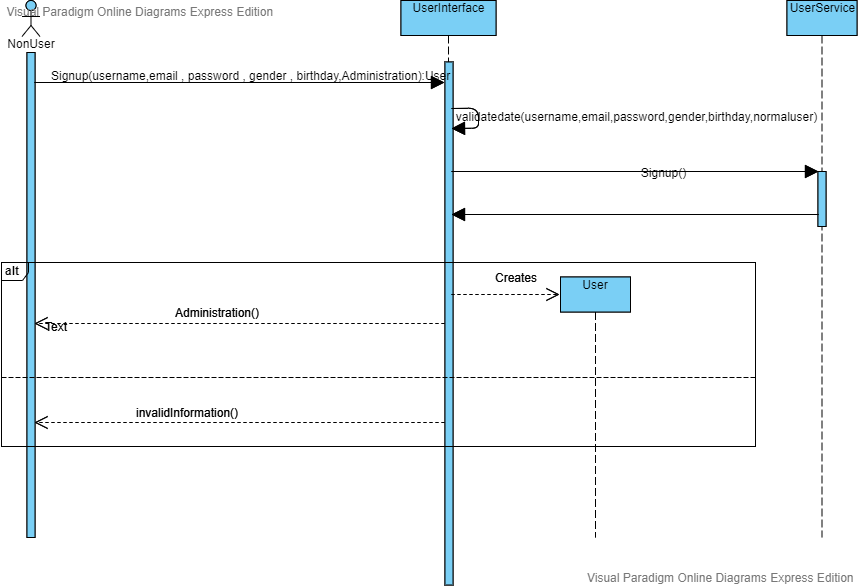 Visual Paradigm Online Diagrams Express Edition
UserInterface
UserService
NonUser
Signup(username,email , password , gender , birthday,Administration):User
validatedate(username,email,password,gender,birthday,normaluser)
Signup()
alt
Creates
User
Administration()
Text
invalidInformation()
Visual Paradigm Online Diagrams Express Edition